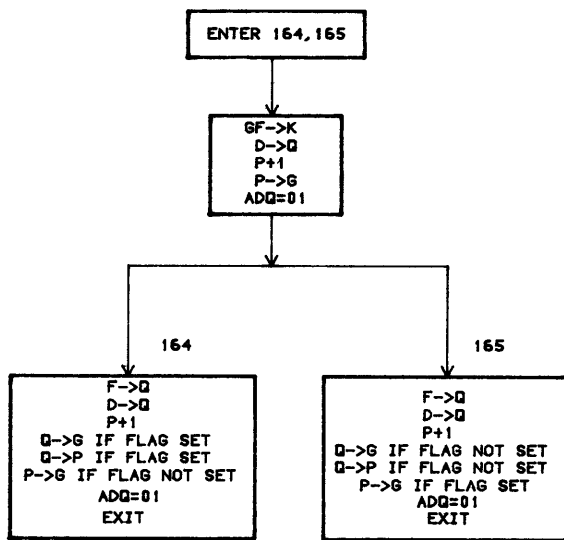 ENTER 164,165
GF->K
D->Q
P+1
P->G
ADQ=01
164
165
F->Q
D->Q
P+1
Q->G IF FLAG SET
Q->P IF FLAG SET
P->G IF FLAG NOT SET
ADQ=01
EXIT
F->Q
D->Q
P+1
Q->G IF FLAG NOT SET
Q->P IF FLAG NOT SET
P->G IF FLAG SET
ADQ=01
EXIT